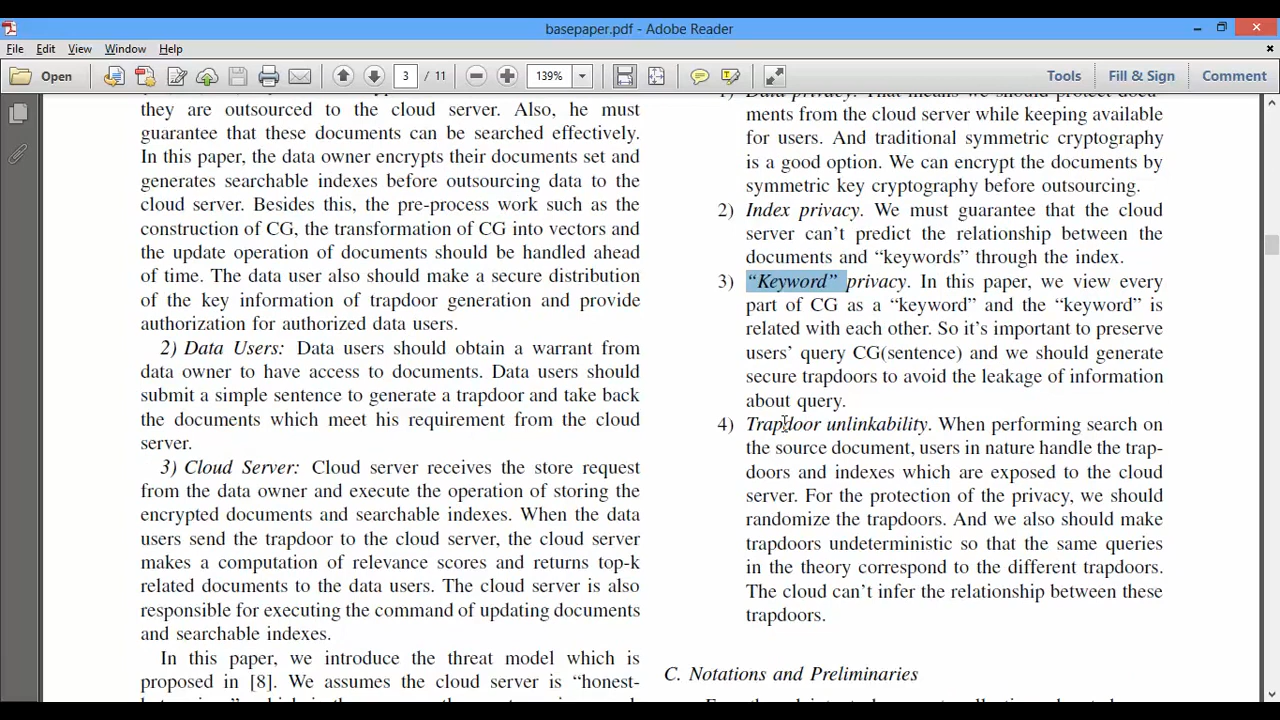 basepaper.pdf - Adobe Reader
File Edit View Window Help
Open 3 / 11 139% Tools Fill & Sign Comment
they are outsourced to the cloud server. Also, he must
guarantee that these documents can be searched effectively.
In this paper, the data owner encrypts their documents set and
generates searchable indexes before outsourcing data to the
cloud server. Besides this, the pre-process work such as the
construction of CG, the transformation of CG into vectors and
the update operation of documents should be handled ahead
of time. The data user also should make a secure distribution
of the key information of trapdoor generation and provide
authorization for authorized data users.
2) Data Users: Data users should obtain a warrant from
data owner to have access to documents. Data users should
submit a simple sentence to generate a trapdoor and take back
the documents which meet his requirement from the cloud
server.
3) Cloud Server: Cloud server receives the store request
from the data owner and execute the operation of storing the
encrypted documents and searchable indexes. When the data
users send the trapdoor to the cloud server, the cloud server
makes a computation of relevance scores and returns top-k
related documents to the data users. The cloud server is also
responsible for executing the command of updating documents
and searchable indexes.
In this paper, we introduce the threat model which is
proposed in [8]. We assumes the cloud server is “honest-
1) Data privacy. That means we should protect docu-
ments from the cloud server while keeping available
for users. And traditional symmetric cryptography
is a good option. We can encrypt the documents by
symmetric key cryptography before outsourcing.
2) Index privacy. We must guarantee that the cloud
server can’t predict the relationship between the
documents and “keywords” through the index.
3) “Keyword” privacy. In this paper, we view every
part of CG as a “keyword” and the “keyword” is
related with each other. So it’s important to preserve
users’ query CG(sentence) and we should generate
secure trapdoors to avoid the leakage of information
about query.
4) Trapdoor unlinkability. When performing search on
the source document, users in nature handle the trap-
doors and indexes which are exposed to the cloud
server. For the protection of the privacy, we should
randomize the trapdoors. And we also should make
trapdoors undeterministic so that the same queries
in the theory correspond to the different trapdoors.
The cloud can’t infer the relationship between these
trapdoors.
C. Notations and Preliminaries